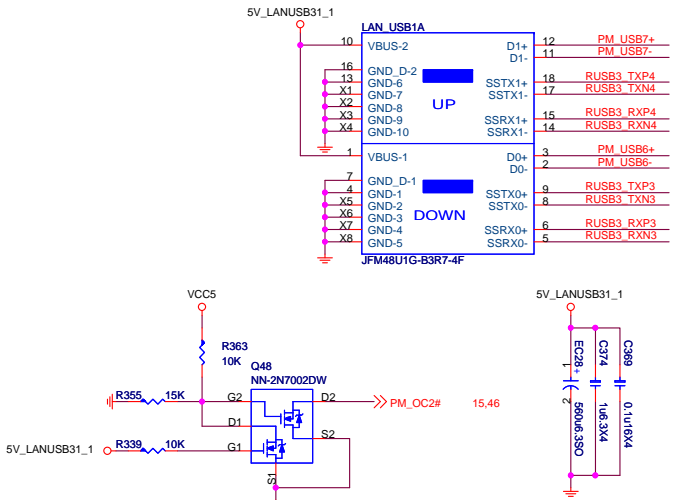 5V_LANUSB31_1
LAN_USB1A
10 VBUS-2 D1+ 12 PM_USB7+
D1- 11 PM_USB7-
16 GND_D-2
13 GND-6 SSTX1+ 18 RUSB3_TXP4
X1 GND-7 SSTX1- 17 RUSB3_TXN4
X2 GND-8 UP
X3 GND-9 SSRX1+ 15 RUSB3_RXP4
X4 GND-10 SSRX1- 14 RUSB3_RXN4
1 VBUS-1 D0+ 3 PM_USB6+
D0- 2 PM_USB6-
7 GND_D-1
4 GND-1 SSTX0+ 9 RUSB3_TXP3
X5 GND-2 SSTX0- 8 RUSB3_TXN3
X6 GND-3 DOWN
X7 GND-4 SSRX0+ 6 RUSB3_RXP3
X8 GND-5 SSRX0- 5 RUSB3_RXN3
JFM48U1G-B3R7-4F
VCC5
R363
10K
Q48
NN-2N7002DW
R355 15K G2 D2 PM_OC2# 15,46
D1
S2
5V_LANUSB31_1 R339 10K G1
S1
5V_LANUSB31_1
1 EC28 + 2 560u6.3SO
C374 1u6.3X4
C369 0.1u16X4